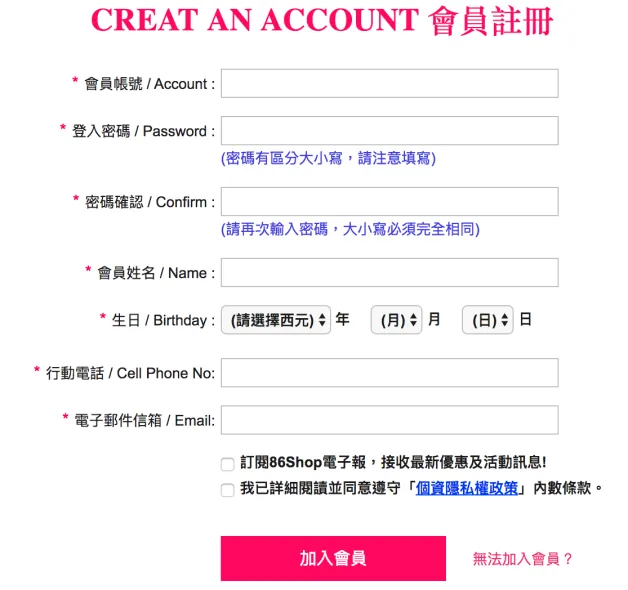 CREAT AN ACCOUNT 會員註冊
* 會員帳號 / Account :
* 登入密碼 / Password :
(密碼有區分大小寫，請注意填寫)
* 密碼確認 / Confirm :
(請再次輸入密碼，大小寫必須完全相同)
* 會員姓名 / Name :
* 生日 / Birthday : (請選擇西元) 年 (月) 月 (日) 日
* 行動電話 / Cell Phone No:
* 電子郵件信箱 / Email:
訂閱86Shop電子報，接收最新優惠及活動訊息!
我已詳細閱讀並同意遵守「個資隱私權政策」內數條款。
加入會員 無法加入會員？